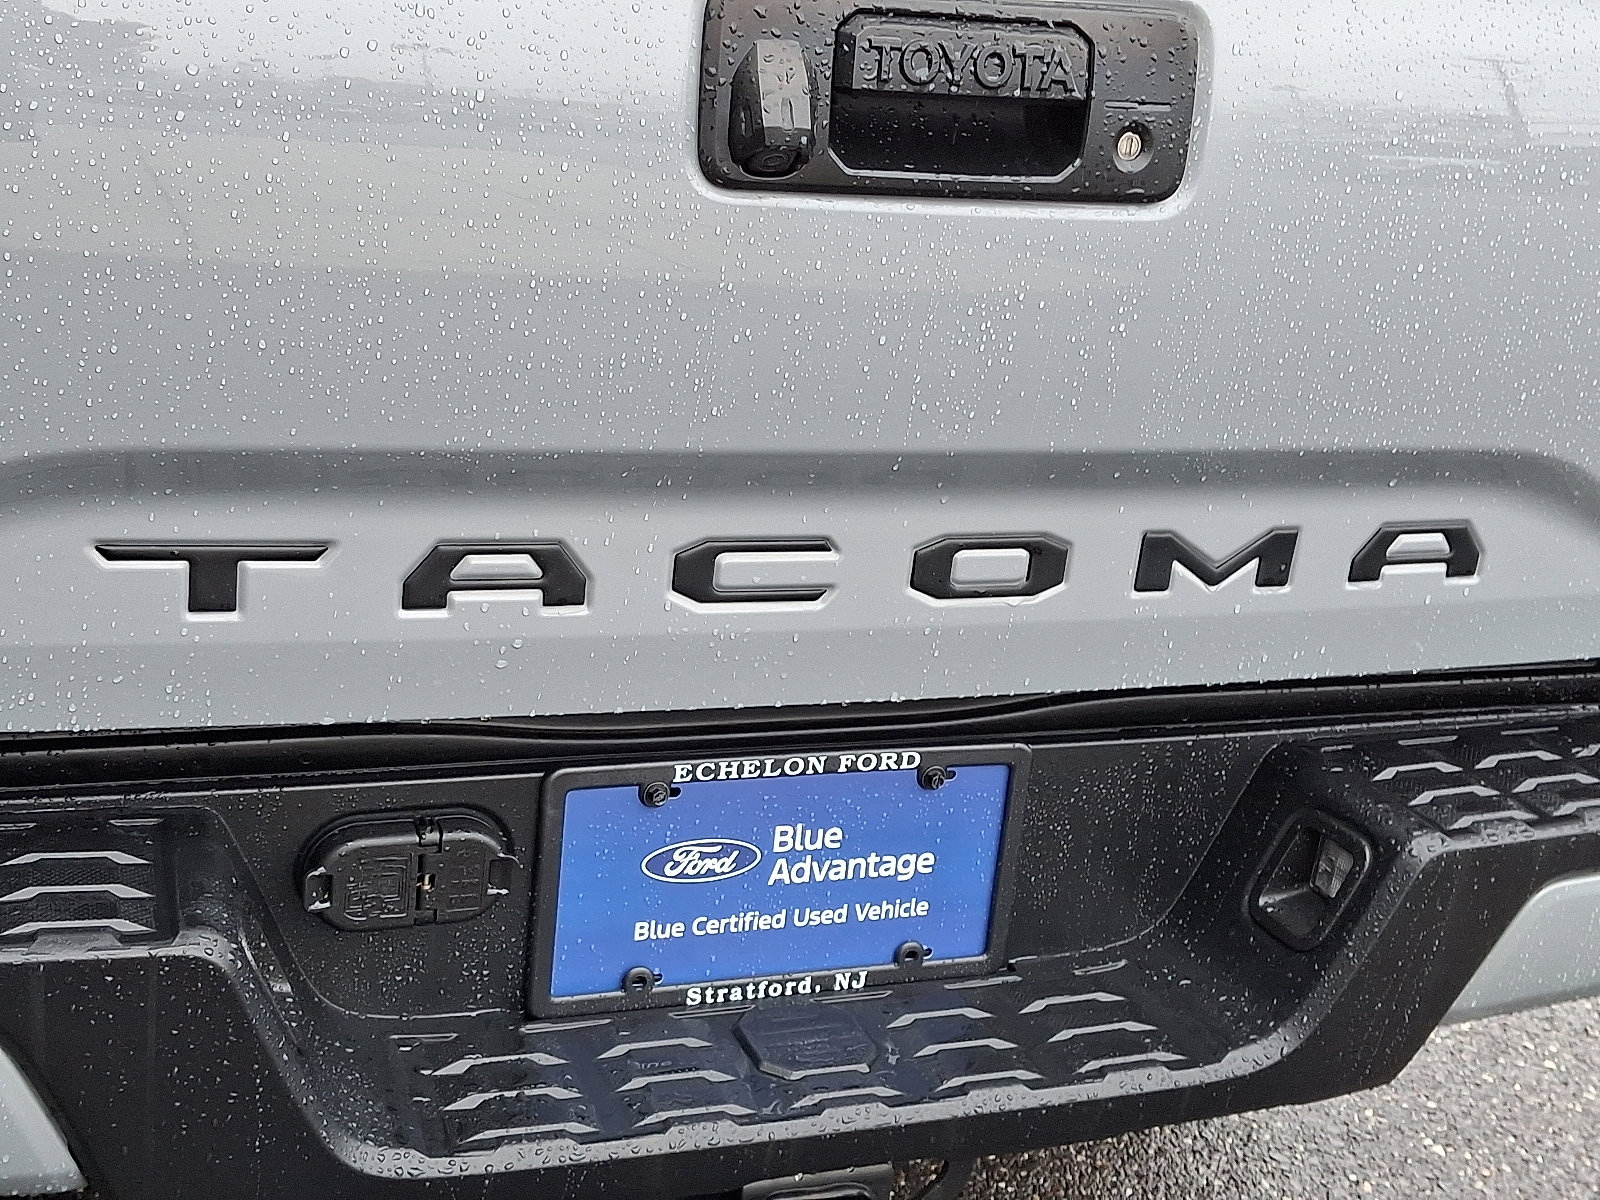 TOYOTA
TACOMA
ECHELON FORD
Ford
Blue
Advantage
Blue Certified Used Vehicle
Stratford, NJ